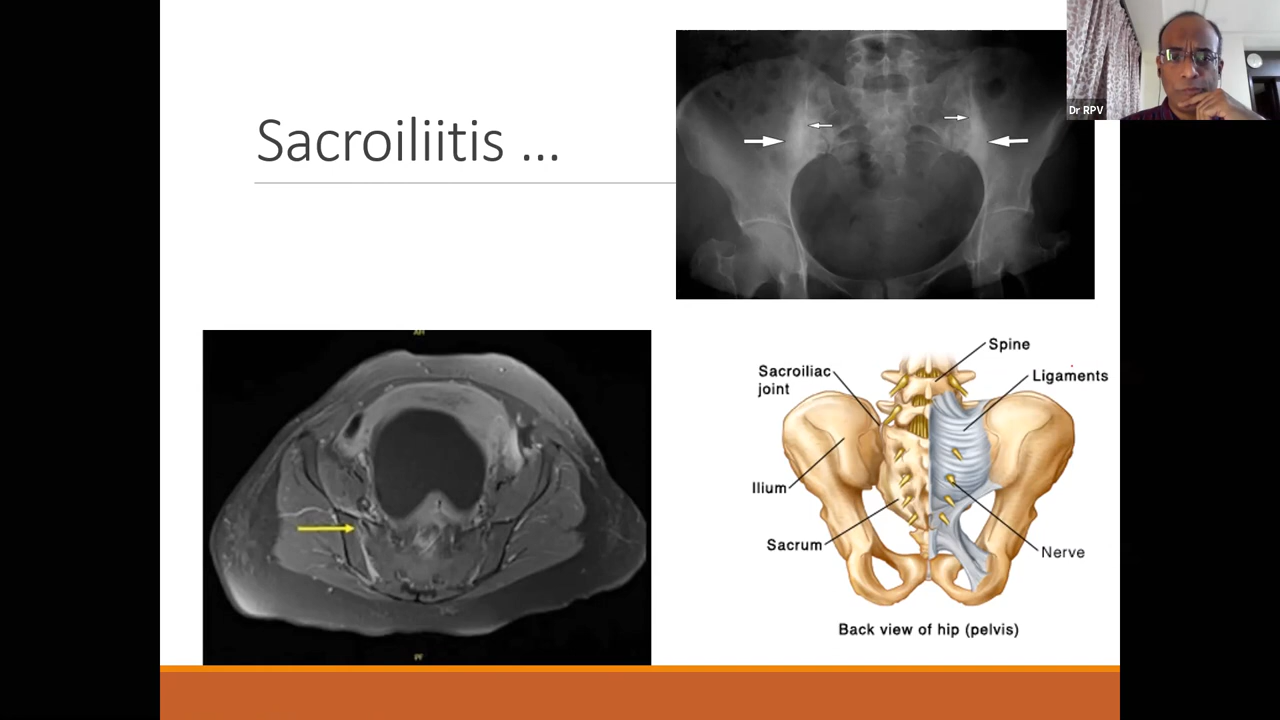 Sacroiliitis ...
Dr RPV
Spine
Sacroiliac
joint
Ligaments
Ilium
Sacrum
Nerve
Back view of hip (pelvis)